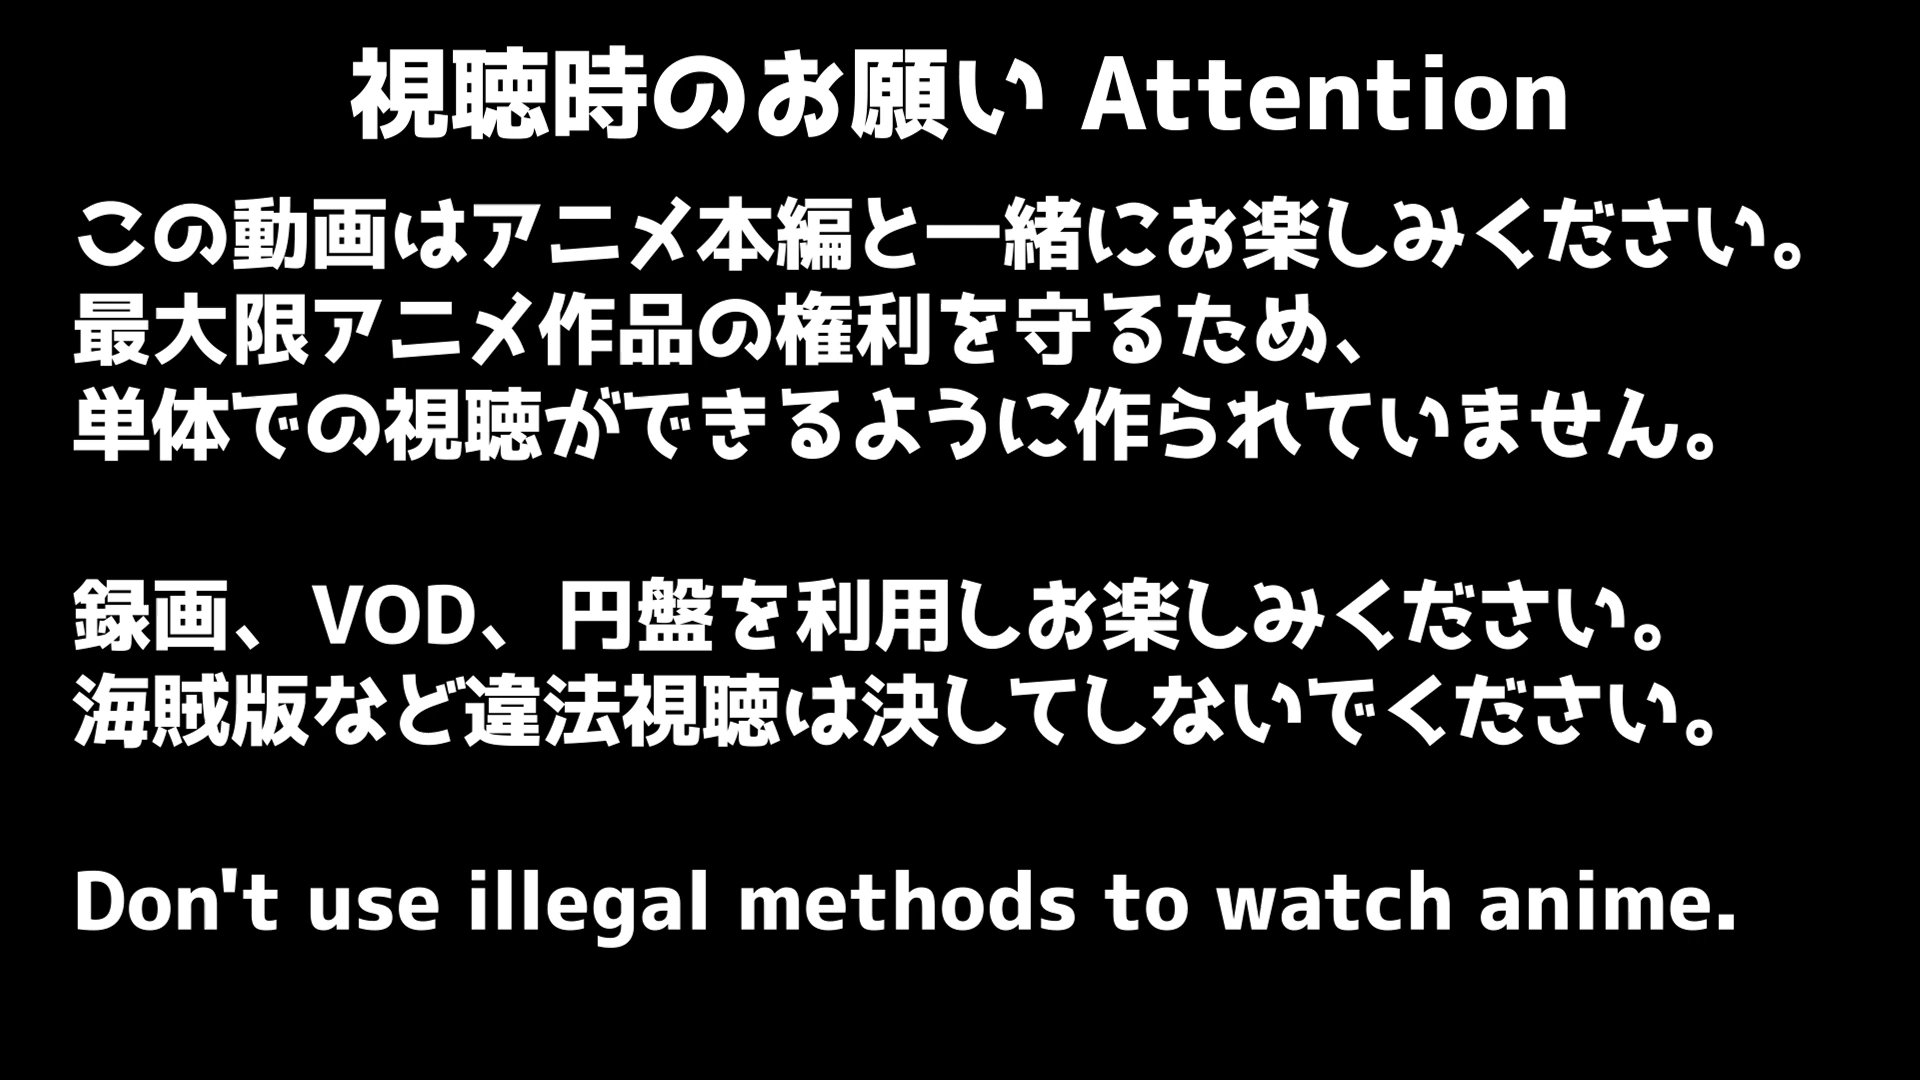 視聴時のお願い Attention
この動画はアニメ本編と一緒にお楽しみください。
最大限アニメ作品の権利を守るため、
単体での視聴ができるように作られていません。
録画、VOD、円盤を利用しお楽しみください。
海賊版など違法視聴は決してしないでください。
Don't use illegal methods to watch anime.